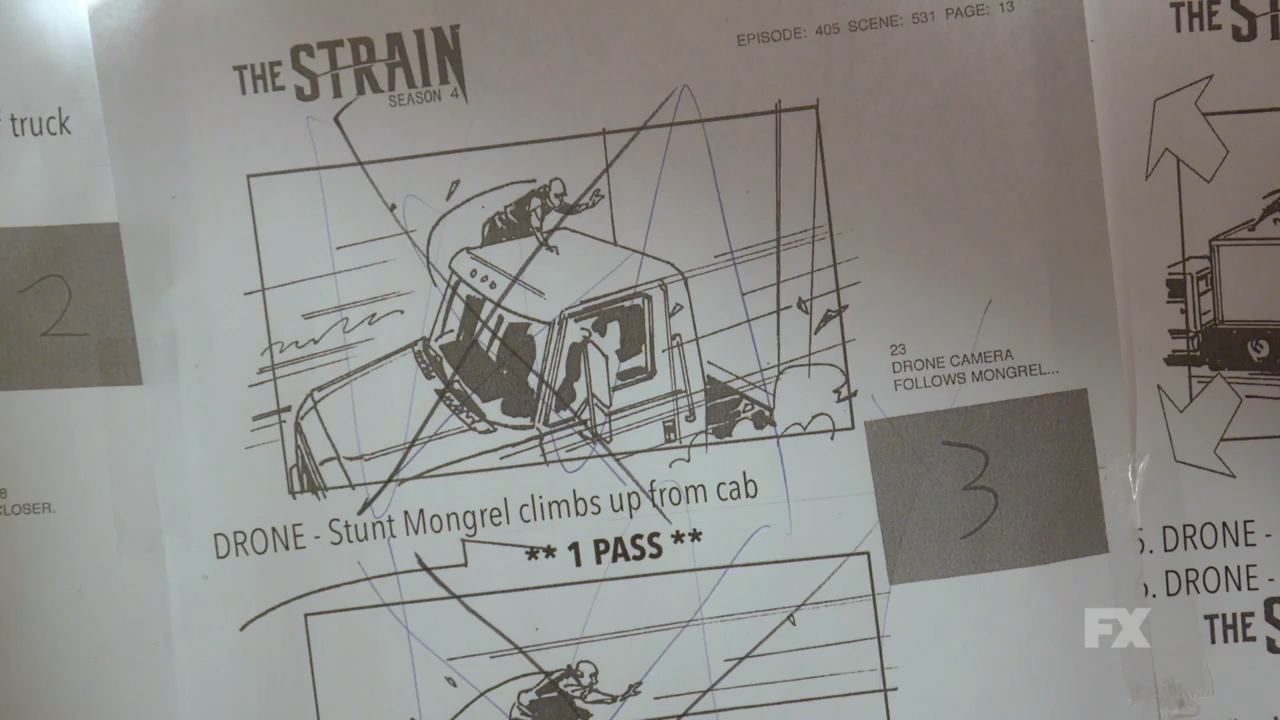 truck
2
CLOSER.
THE STRAIN
SEASON 4
EPISODE: 405 SCENE: 531 PAGE: 13
23
DRONE CAMERA
FOLLOWS MONGREL...
3
DRONE - Stunt Mongrel climbs up from cab
** 1 PASS **
THE
DRONE -
DRONE -
THE
FX